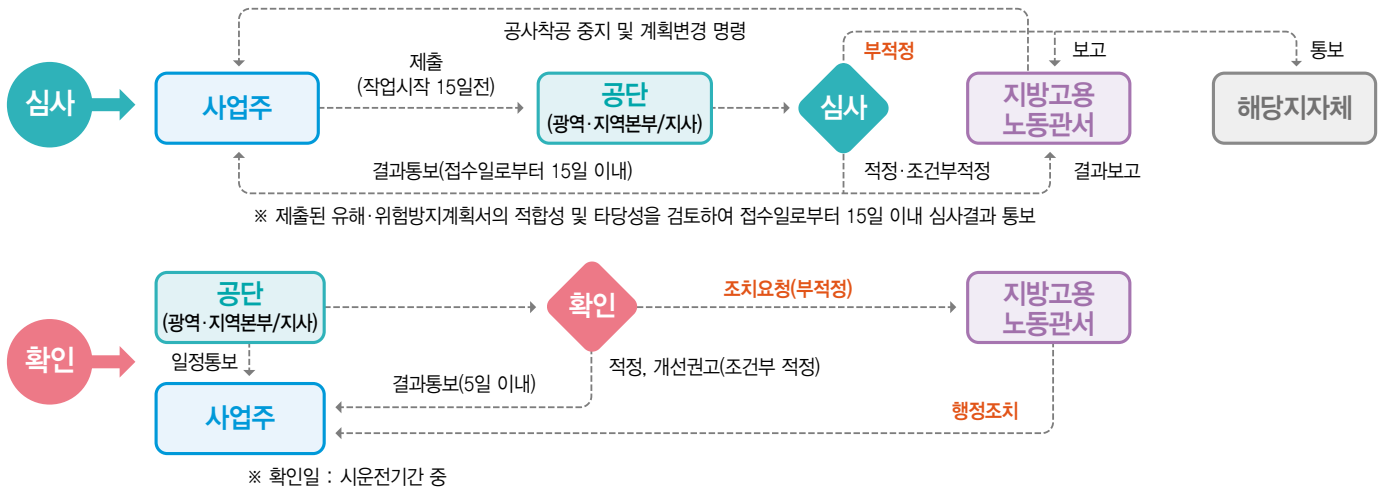 공사착공 중지 및 계획변경 명령
부적정
보고
통보
심사
사업주
제출
(작업시작 15일전)
공단
(광역·지역본부/지사)
심사
지방고용
노동관서
해당지자체
결과통보(접수일로부터 15일 이내)
적정·조건부적정
결과보고
※ 제출된 유해·위험방지계획서의 적합성 및 타당성을 검토하여 접수일로부터 15일 이내 심사결과 통보
확인
공단
(광역·지역본부/지사)
확인
조치요청(부적정)
지방고용
노동관서
일정통보
적정, 개선권고(조건부 적정)
결과통보(5일 이내)
사업주
행정조치
※ 확인일 : 시운전기간 중